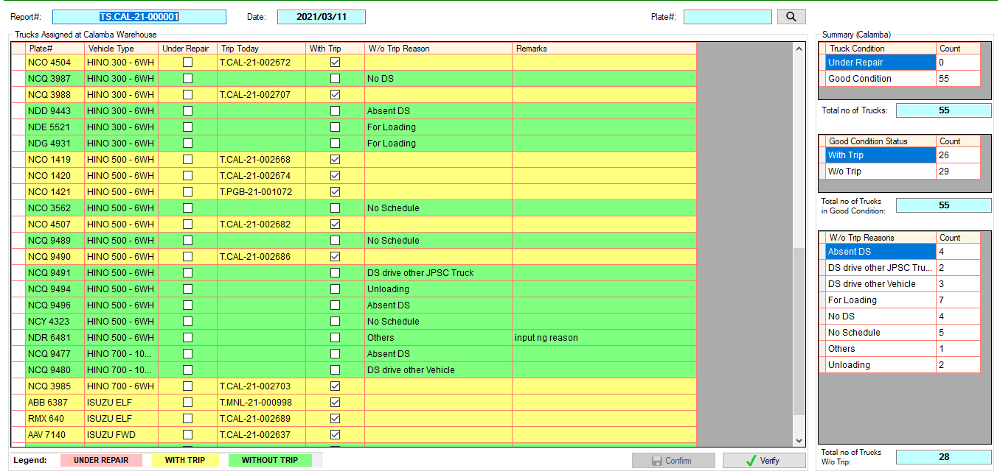 Report#: TS.CAL-21-000001 Date: 2021/03/11 Plate#:
Trucks Assigned at Calamba Warehouse
Plate# Vehicle Type Under Repair Trip Today With Trip W/o Trip Reason Remarks
NCO 4504 HINO 300 - 6WH T.CAL-21-002672
NCQ 3987 HINO 300 - 6WH No DS
NCQ 3988 HINO 300 - 6WH T.CAL-21-002707
NDD 9443 HINO 300 - 6WH Absent DS
NDE 5521 HINO 300 - 6WH For Loading
NDG 4931 HINO 300 - 6WH For Loading
NCO 1419 HINO 500 - 6WH T.CAL-21-002668
NCO 1420 HINO 500 - 6WH T.CAL-21-002674
NCO 1421 HINO 500 - 6WH T.PGB-21-001072
NCO 3562 HINO 500 - 6WH No Schedule
NCO 4507 HINO 500 - 6WH T.CAL-21-002682
NCQ 9489 HINO 500 - 6WH No Schedule
NCQ 9490 HINO 500 - 6WH T.CAL-21-002686
NCQ 9491 HINO 500 - 6WH DS drive other JPSC Truck
NCQ 9494 HINO 500 - 6WH Unloading
NCQ 9496 HINO 500 - 6WH Absent DS
NCY 4323 HINO 500 - 6WH No Schedule
NDR 6481 HINO 500 - 6WH Others input ng reason
NCQ 9477 HINO 700 - 10... Absent DS
NCQ 9480 HINO 700 - 10... DS drive other Vehicle
NCQ 3985 HINO 700 - 6WH T.CAL-21-002703
ABB 6387 ISUZU ELF T.MNL-21-000998
RMX 640 ISUZU ELF T.CAL-21-002689
AAV 7140 ISUZU FWD T.CAL-21-002637
Legend: UNDER REPAIR WITH TRIP WITHOUT TRIP Confirm Verify
Summary (Calamba)
Truck Condition Count
Under Repair 0
Good Condition 55
Total no of Trucks: 55
Good Condition Status Count
With Trip 26
W/o Trip 29
Total no of Trucks
in Good Condition: 55
W/o Trip Reasons Count
Absent DS 4
DS drive other JPSC Tru... 2
DS drive other Vehicle 3
For Loading 7
No DS 4
No Schedule 5
Others 1
Unloading 2
Total no of Trucks
W/o Trip: 28